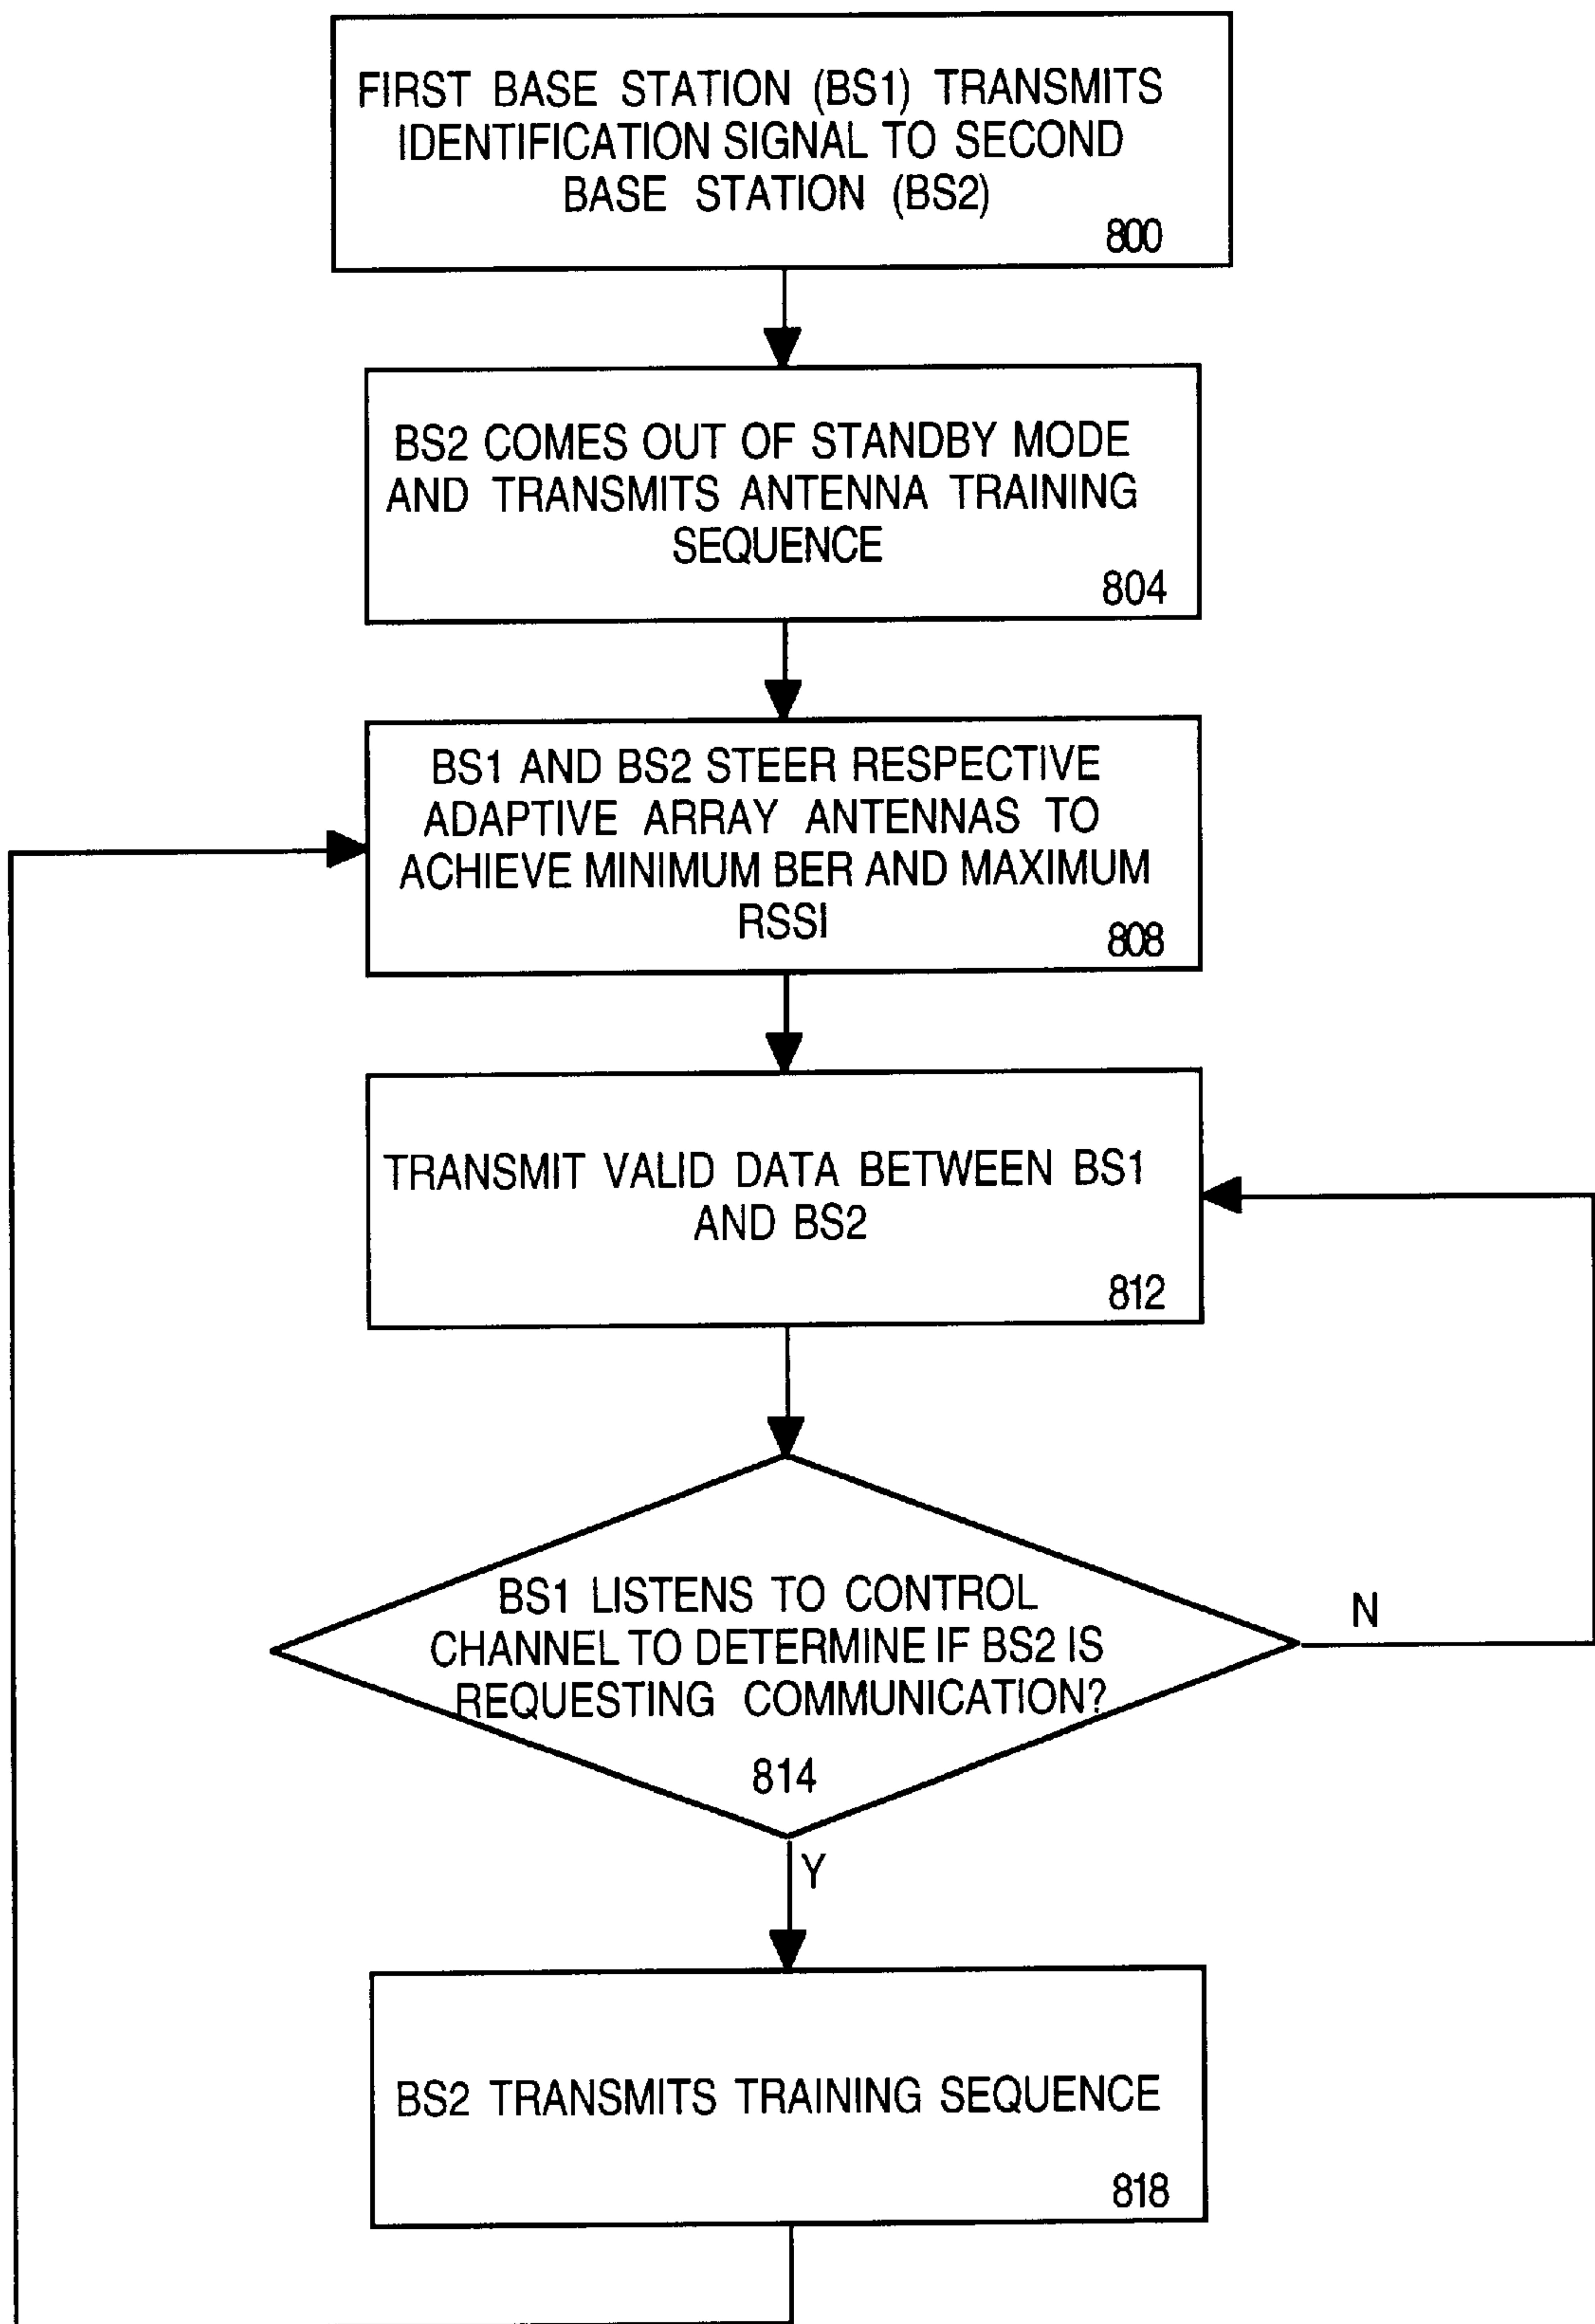 FIRST BASE STATION (BS1) TRANSMITS
IDENTIFICATION SIGNAL TO SECOND
BASE STATION (BS2)
800
BS2 COMES OUT OF STANDBY MODE
AND TRANSMITS ANTENNA TRAINING
SEQUENCE
804
BS1 AND BS2 STEER RESPECTIVE
ADAPTIVE ARRAY ANTENNAS TO
ACHIEVE MINIMUM BER AND MAXIMUM
RSSI
808
TRANSMIT VALID DATA BETWEEN BS1
AND BS2
812
BS1 LISTENS TO CONTROL
CHANNEL TO DETERMINE IF BS2 IS
REQUESTING COMMUNICATION?
814
N
Y
BS2 TRANSMITS TRAINING SEQUENCE
818